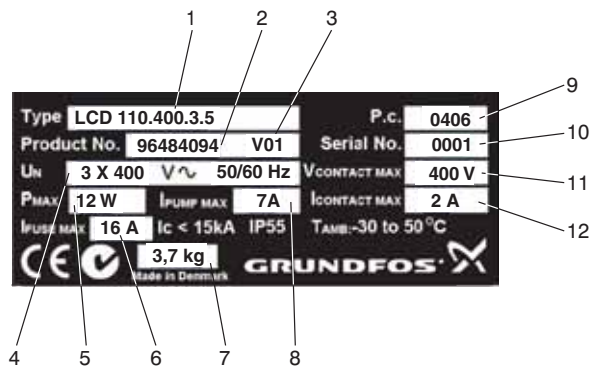 1 2 3
Type LCD 110.400.3.5 P.c. 0406 9
Product No. 96484094 V01 Serial No. 0001 10
UN 3 X 400 V∿ 50/60 Hz VCONTACT MAX 400 V 11
PMAX 12 W IPUMP MAX 7A ICONTACT MAX 2 A 12
IFUSE MAX 16 A Ic < 15kA IP55 TAMB:-30 to 50 °C
CE 3,7 kg GRUNDFOS
Made in Denmark
4 5 6 7 8